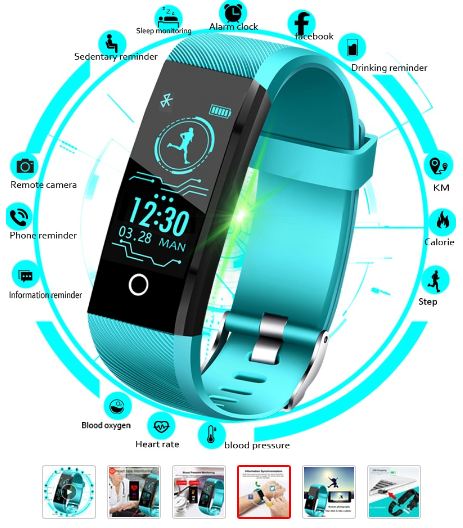 Sleep monitoring
Alarm clock
facebook
Sedentary reminder
Drinking reminder
Remote camera
KM
Phone reminder
12:30
03.28 MAN
Calorie
Information reminder
Step
Blood oxygen
Heart rate
blood pressure